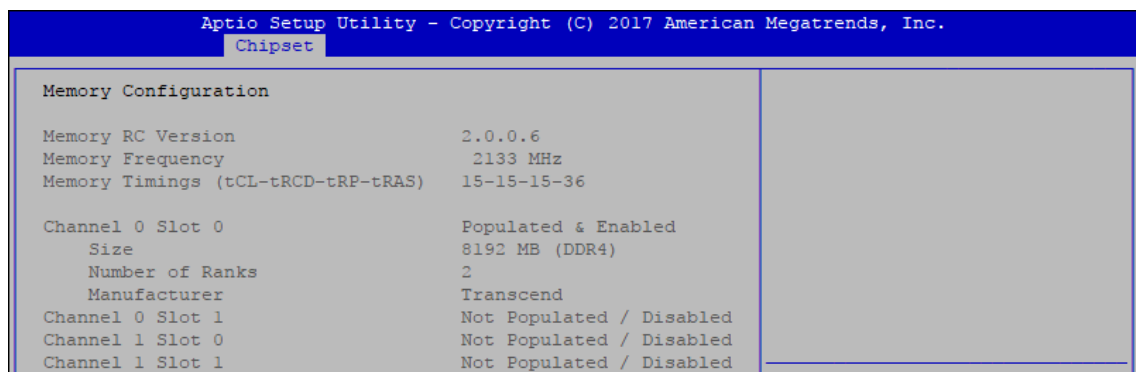 Aptio Setup Utility - Copyright (C) 2017 American Megatrends, Inc.
Chipset
Memory Configuration
Memory RC Version 2.0.0.6
Memory Frequency 2133 MHz
Memory Timings (tCL-tRCD-tRP-tRAS) 15-15-15-36
Channel 0 Slot 0 Populated & Enabled
Size 8192 MB (DDR4)
Number of Ranks 2
Manufacturer Transcend
Channel 0 Slot 1 Not Populated / Disabled
Channel 1 Slot 0 Not Populated / Disabled
Channel 1 Slot 1 Not Populated / Disabled